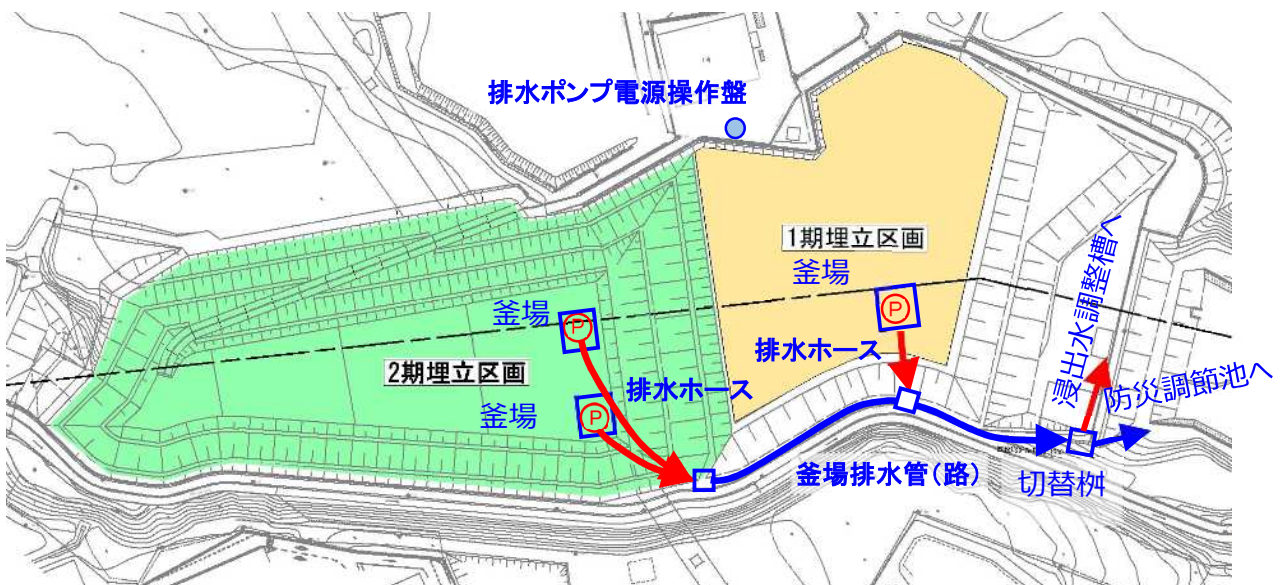 排水ポンプ電源操作盤
1期埋立区画
釜場
浸出水調整槽へ
釜場
P
P
排水ホース
2期埋立区画
排水ホース
防災調節池へ
釜場
P
釜場排水管(路)
切替桝